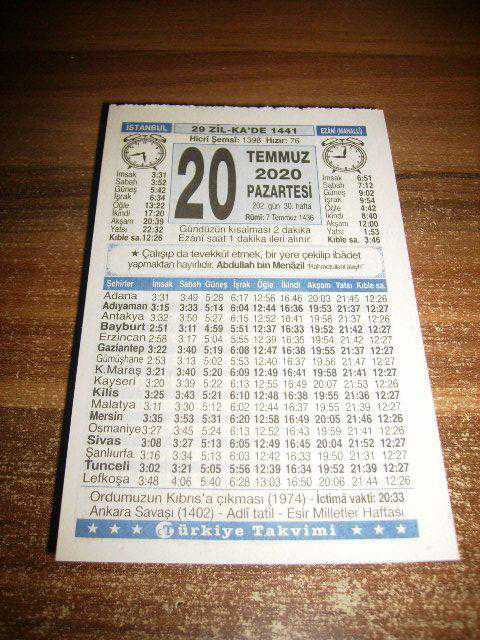 İSTANBUL
29 ZİL-KA'DE 1441
EZÂNÎ (MAHALLÎ)
Hicrî Şemsî: 1398 Hızır: 76
20
TEMMUZ
2020
PAZARTESİ
202. gün 30. hafta
Rûmî: 7 Temmuz 1436
İmsak 3:31
Sabah 3:52
Güneş 5:42
İşrak 6:34
Öğle 13:22
İkindi 17:20
Akşam 20:39
Yatsı 22:32
Kıble sa. 12:26
İmsak 6:51
Sabah 7:12
Güneş 9:02
İşrak 9:54
Öğle 4:42
İkindi 8:40
Akşam 12:00
Yatsı 1:53
Kıble sa. 3:46
Gündüzün kısalması 2 dakika
Ezânî saat 1 dakika ileri alınır.
★ Çalışıp da tevekkül etmek, bir yere çekilip ibâdet
yapmaktan hayırlıdır. Abdullah bin Menâzil
Şehirler İmsak Sabah Güneş İşrak Öğle İkindi Akşam Yatsı Kıble sa.
Adana 3:31 3:49 5:28 6:17 12:56 16:46 20:03 21:45 12:26
Adıyaman 3:15 3:33 5:14 6:04 12:44 16:36 19:53 21:37 12:27
Antakya 3:32 3:59 5:27 6:15 12:52 16:41 19:58 21:37 12:26
Bayburt 2:51 3:11 4:59 5:51 12:37 16:33 19:52 21:42 12:27
Erzincan 2:58 3:17 5:04 5:55 12:39 16:35 19:54 21:42 12:27
Gaziantep 3:22 3:40 5:19 6:08 12:47 16:38 19:55 21:37 12:27
Gümüşhane 2:53 3:13 5:02 5:53 12:40 16:37 19:56 21:47 12:27
K.Maraş 3:21 3:40 5:20 6:09 12:49 16:41 19:58 21:41 12:27
Kayseri 3:20 3:39 5:22 6:13 12:55 16:49 20:07 21:53 12:26
Kilis 3:25 3:43 5:21 6:10 12:48 16:38 19:55 21:36 12:27
Malatya 3:11 3:30 5:12 6:02 12:44 16:37 19:55 21:39 12:27
Mersin 3:35 3:53 5:31 6:20 12:58 16:49 20:05 21:46 12:26
Osmaniye 3:27 3:45 5:24 6:13 12:52 16:43 19:59 21:41 12:26
Sivas 3:08 3:27 5:13 6:05 12:49 16:45 20:04 21:52 12:27
Şanlıurfa 3:16 3:34 5:13 6:03 12:42 16:33 19:50 21:31 12:27
Tunceli 3:02 3:21 5:05 5:56 12:39 16:34 19:52 21:39 12:27
Lefkoşa 3:48 4:06 5:40 6:28 13:03 16:50 20:06 21:44 12:26
Ordumuzun Kıbrıs'a çıkması (1974) - İctimâ vakti: 20:33
Ankara Savaşı (1402) - Adlî tatil - Esir Milletler Haftası
Türkiye Takvimi